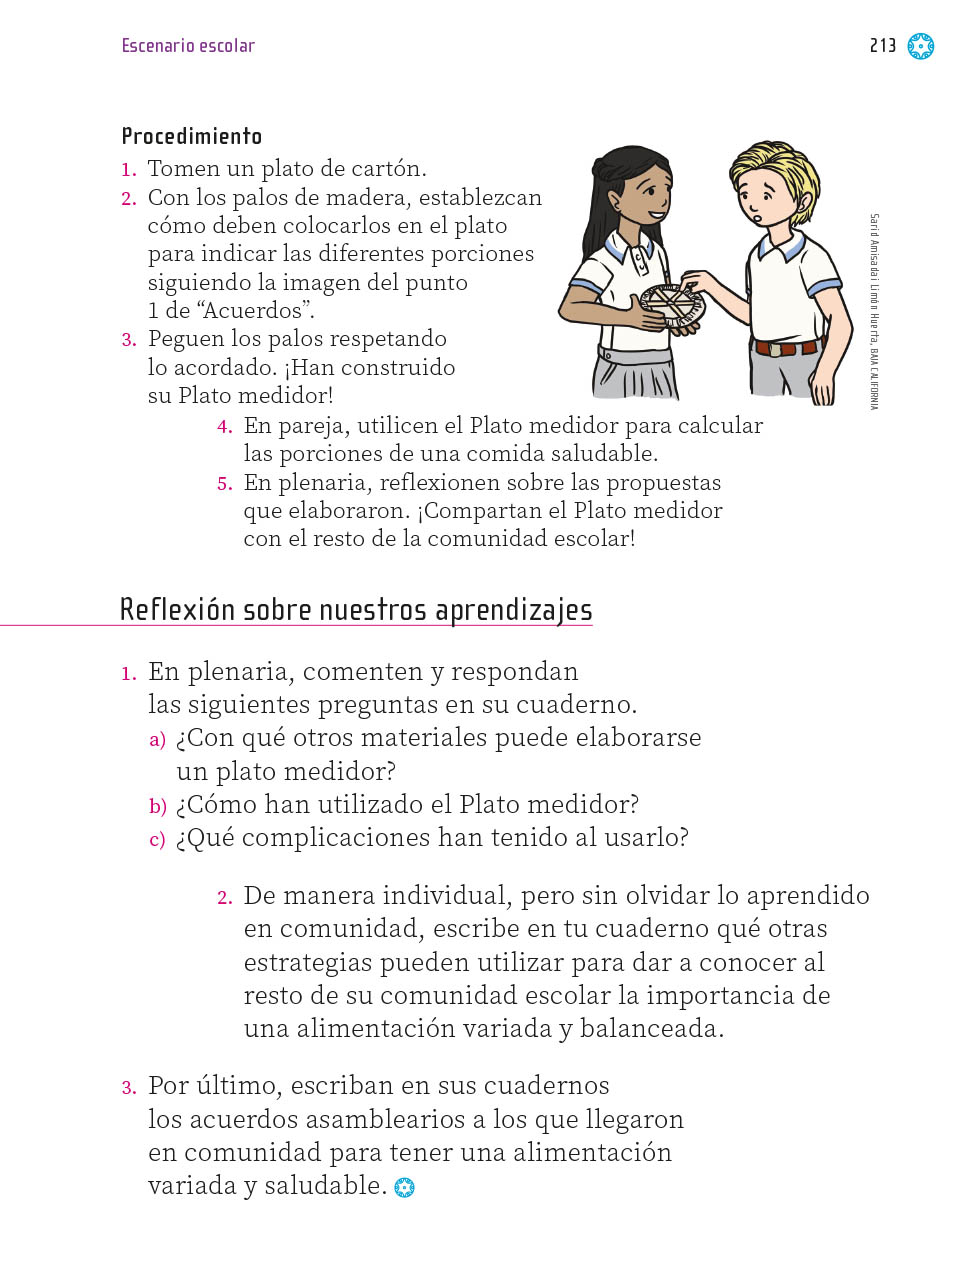 Escenario escolar
213
Procedimiento
1. Tomen un plato de cartón.
2. Con los palos de madera, establezcan
cómo deben colocarlos en el plato
para indicar las diferentes porciones
siguiendo la imagen del punto
1 de “Acuerdos”.
3. Peguen los palos respetando
lo acordado. ¡Han construido
su Plato medidor!
4. En pareja, utilicen el Plato medidor para calcular
las porciones de una comida saludable.
5. En plenaria, reflexionen sobre las propuestas
que elaboraron. ¡Compartan el Plato medidor
con el resto de la comunidad escolar!
Sarid Amisadai Limón Huerta, BAJA CALIFORNIA
Reflexión sobre nuestros aprendizajes
1. En plenaria, comenten y respondan
las siguientes preguntas en su cuaderno.
a) ¿Con qué otros materiales puede elaborarse
un plato medidor?
b) ¿Cómo han utilizado el Plato medidor?
c) ¿Qué complicaciones han tenido al usarlo?
2. De manera individual, pero sin olvidar lo aprendido
en comunidad, escribe en tu cuaderno qué otras
estrategias pueden utilizar para dar a conocer al
resto de su comunidad escolar la importancia de
una alimentación variada y balanceada.
3. Por último, escriban en sus cuadernos
los acuerdos asamblearios a los que llegaron
en comunidad para tener una alimentación
variada y saludable.